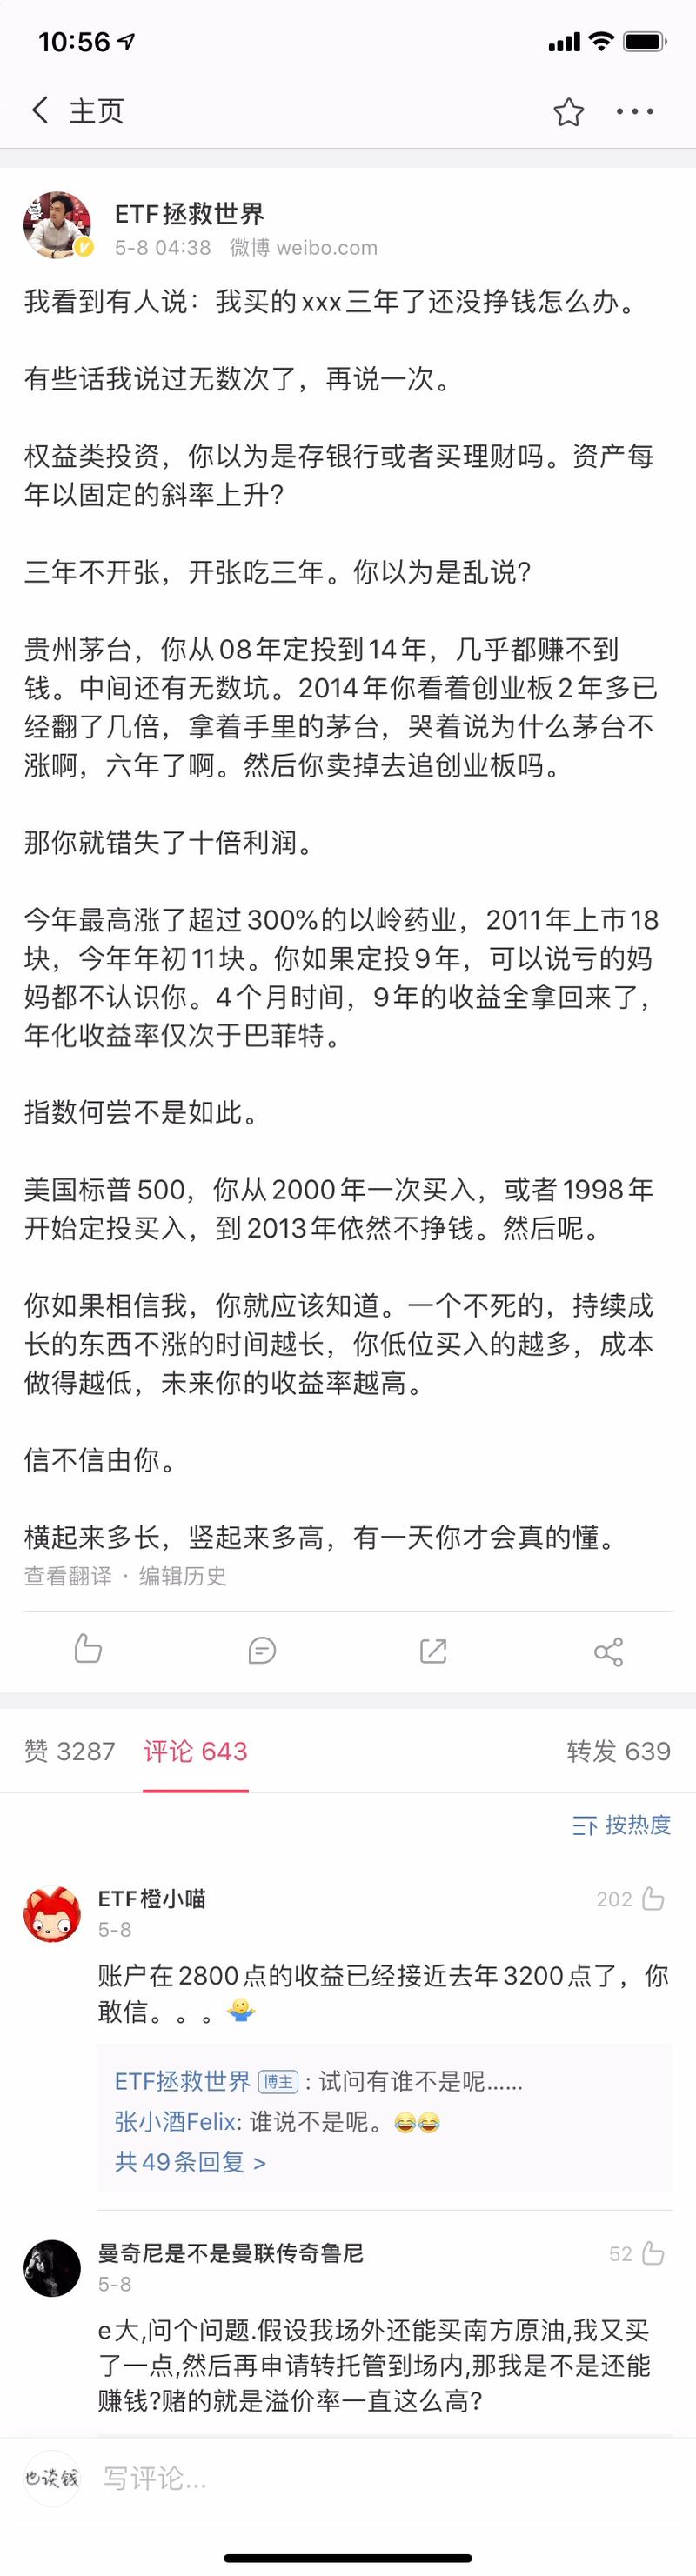 10:56
主页
ETF拯救世界
5-8 04:38 微博 weibo.com
我看到有人说：我买的xxx三年了还没挣钱怎么办。
有些话我说过无数次了，再说一次。
权益类投资，你以为是存银行或者买理财吗。资产每
年以固定的斜率上升？
三年不开张，开张吃三年。你以为是乱说？
贵州茅台，你从08年定投到14年，几乎都赚不到
钱。中间还有无数坑。2014年你看着创业板2年多已
经翻了几倍，拿着手里的茅台，哭着说为什么茅台不
涨啊，六年了啊。然后你卖掉去追创业板吗。
那你就错失了十倍利润。
今年最高涨了超过300%的以岭药业，2011年上市18
块，今年年初11块。你如果定投9年，可以说亏的妈
妈都不认识你。4个月时间，9年的收益全拿回来了，
年化收益率仅次于巴菲特。
指数何尝不是如此。
美国标普500，你从2000年一次买入，或者1998年
开始定投买入，到2013年依然不挣钱。然后呢。
你如果相信我，你就应该知道。一个不死的，持续成
长的东西不涨的时间越长，你低位买入的越多，成本
做得越低，未来你的收益率越高。
信不信由你。
横起来多长，竖起来多高，有一天你才会真的懂。
查看翻译 · 编辑历史
赞 3287 评论 643 转发 639
按热度
ETF橙小喵 202
5-8
账户在2800点的收益已经接近去年3200点了，你
敢信。。。🤷
ETF拯救世界 博主 : 试问有谁不是呢......
张小酒Felix: 谁说不是呢。😂😂
共49条回复 >
曼奇尼是不是曼联传奇鲁尼 52
5-8
e大,问个问题.假设我场外还能买南方原油,我又买
了一点,然后再申请转托管到场内,那我是不是还能
赚钱?赌的就是溢价率一直这么高?
也谈钱 写评论...